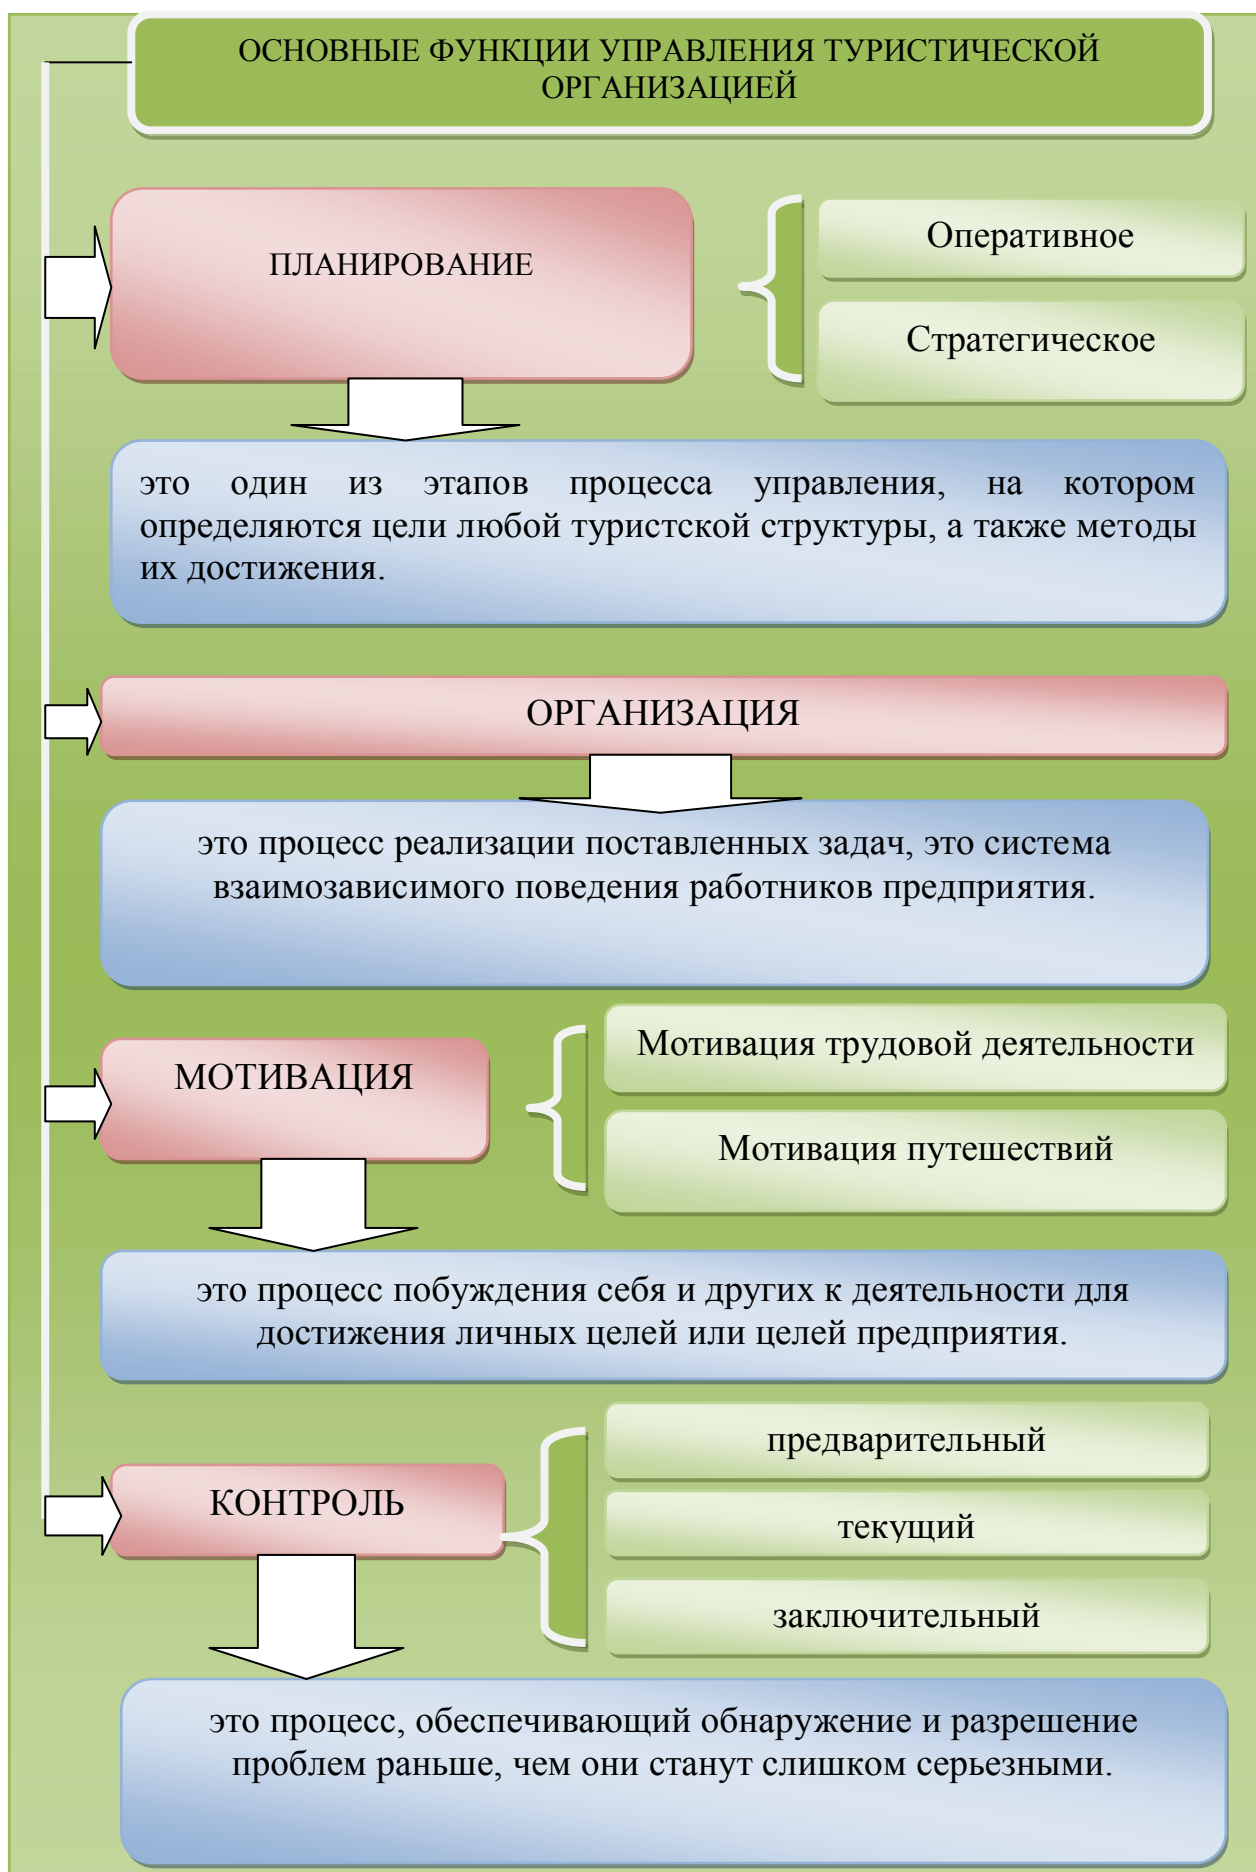 ОСНОВНЫЕ ФУНКЦИИ УПРАВЛЕНИЯ ТУРИСТИЧЕСКОЙ
ОРГАНИЗАЦИЕЙ
ПЛАНИРОВАНИЕ
Оперативное
Стратегическое
это один из этапов процесса управления, на котором
определяются цели любой туристской структуры, а также методы
их достижения.
ОРГАНИЗАЦИЯ
это процесс реализации поставленных задач, это система
взаимозависимого поведения работников предприятия.
МОТИВАЦИЯ
Мотивация трудовой деятельности
Мотивация путешествий
это процесс побуждения себя и других к деятельности для
достижения личных целей или целей предприятия.
КОНТРОЛЬ
предварительный
текущий
заключительный
это процесс, обеспечивающий обнаружение и разрешение
проблем раньше, чем они станут слишком серьезными.